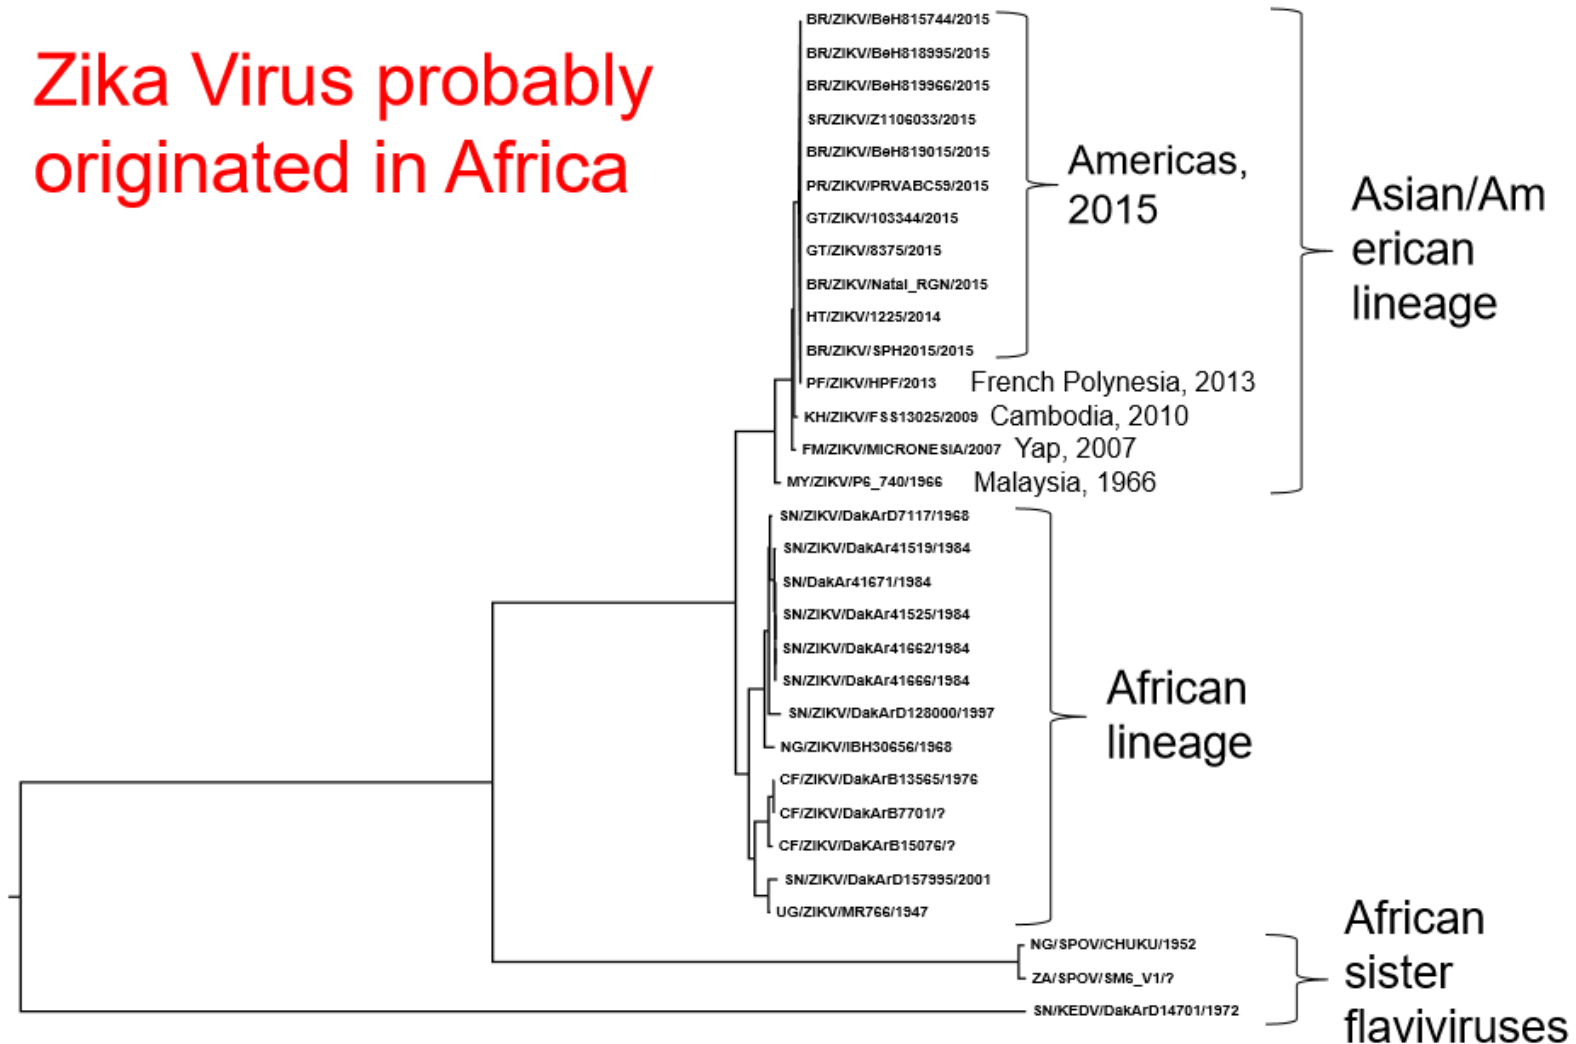 Zika Virus probably
originated in Africa
BR/ZIKV/BeH815744/2015
BR/ZIKV/BeH818995/2015
BR/ZIKV/BeH819966/2015
SR/ZIKV/Z1106033/2015
BR/ZIKV/BeH819015/2015
PR/ZIKV/PRVABC59/2015
GT/ZIKV/103344/2015
GT/ZIKV/8375/2015
BR/ZIKV/Natal_RGN/2015
HT/ZIKV/1225/2014
BR/ZIKV/SPH2015/2015
Americas,
2015
Asian/Am
erican
lineage
PF/ZIKV/HPF/2013 French Polynesia, 2013
KH/ZIKV/FSS13025/2009 Cambodia, 2010
FM/ZIKV/MICRONESIA/2007 Yap, 2007
MY/ZIKV/P6_740/1966 Malaysia, 1966
SN/ZIKV/DakArD7117/1968
SN/ZIKV/DakAr41519/1984
SN/DakAr41671/1984
SN/ZIKV/DakAr41525/1984
SN/ZIKV/DakAr41662/1984
SN/ZIKV/DakAr41666/1984
SN/ZIKV/DakArD128000/1997
NG/ZIKV/IBH30656/1968
CF/ZIKV/DakArB13565/1976
CF/ZIKV/DakArB7701/?
CF/ZIKV/DaKArB15076/?
SN/ZIKV/DakArD157995/2001
UG/ZIKV/MR766/1947
African
lineage
NG/SPOV/CHUKU/1952
ZA/SPOV/SM6_V1/?
SN/KEDV/DakArD14701/1972
African
sister
flaviviruses